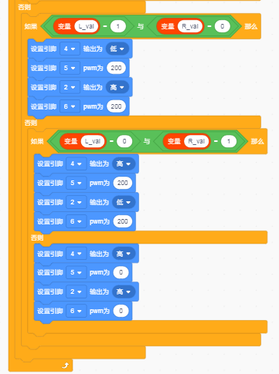 否则
如果 变量 L_val = 1 与 变量 R_val = 0 那么
设置引脚 4 输出为 低
设置引脚 5 pwm为 200
设置引脚 2 输出为 高
设置引脚 6 pwm为 200
否则
如果 变量 L_val = 0 与 变量 R_val = 1 那么
设置引脚 4 输出为 高
设置引脚 5 pwm为 200
设置引脚 2 输出为 低
设置引脚 6 pwm为 200
否则
设置引脚 4 输出为 高
设置引脚 5 pwm为 0
设置引脚 2 输出为 高
设置引脚 6 pwm为 0